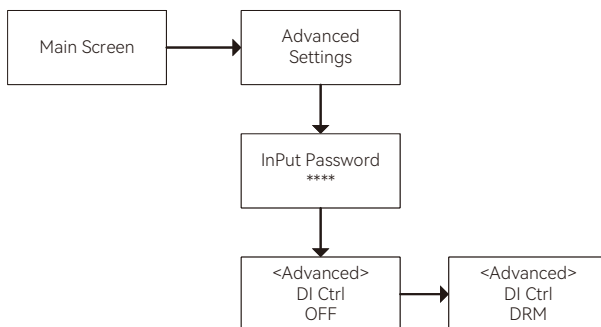 Main Screen
Advanced
Settings
InPut Password
****
<Advanced>
DI Ctrl
OFF
<Advanced>
DI Ctrl
DRM